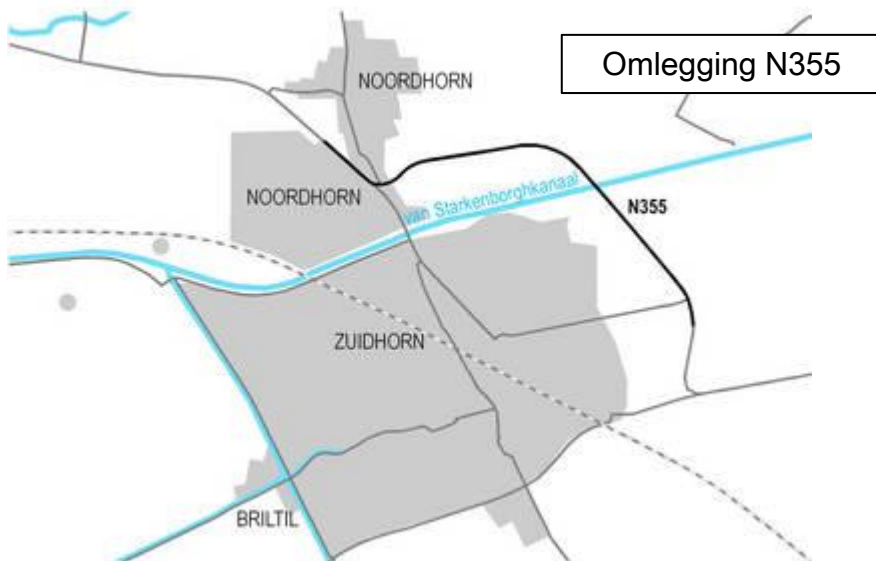 Omlegging N355
NOORDHORN
NOORDHORN
van Starkenborghkanaal
N355
ZUIDHORN
BRILTIL